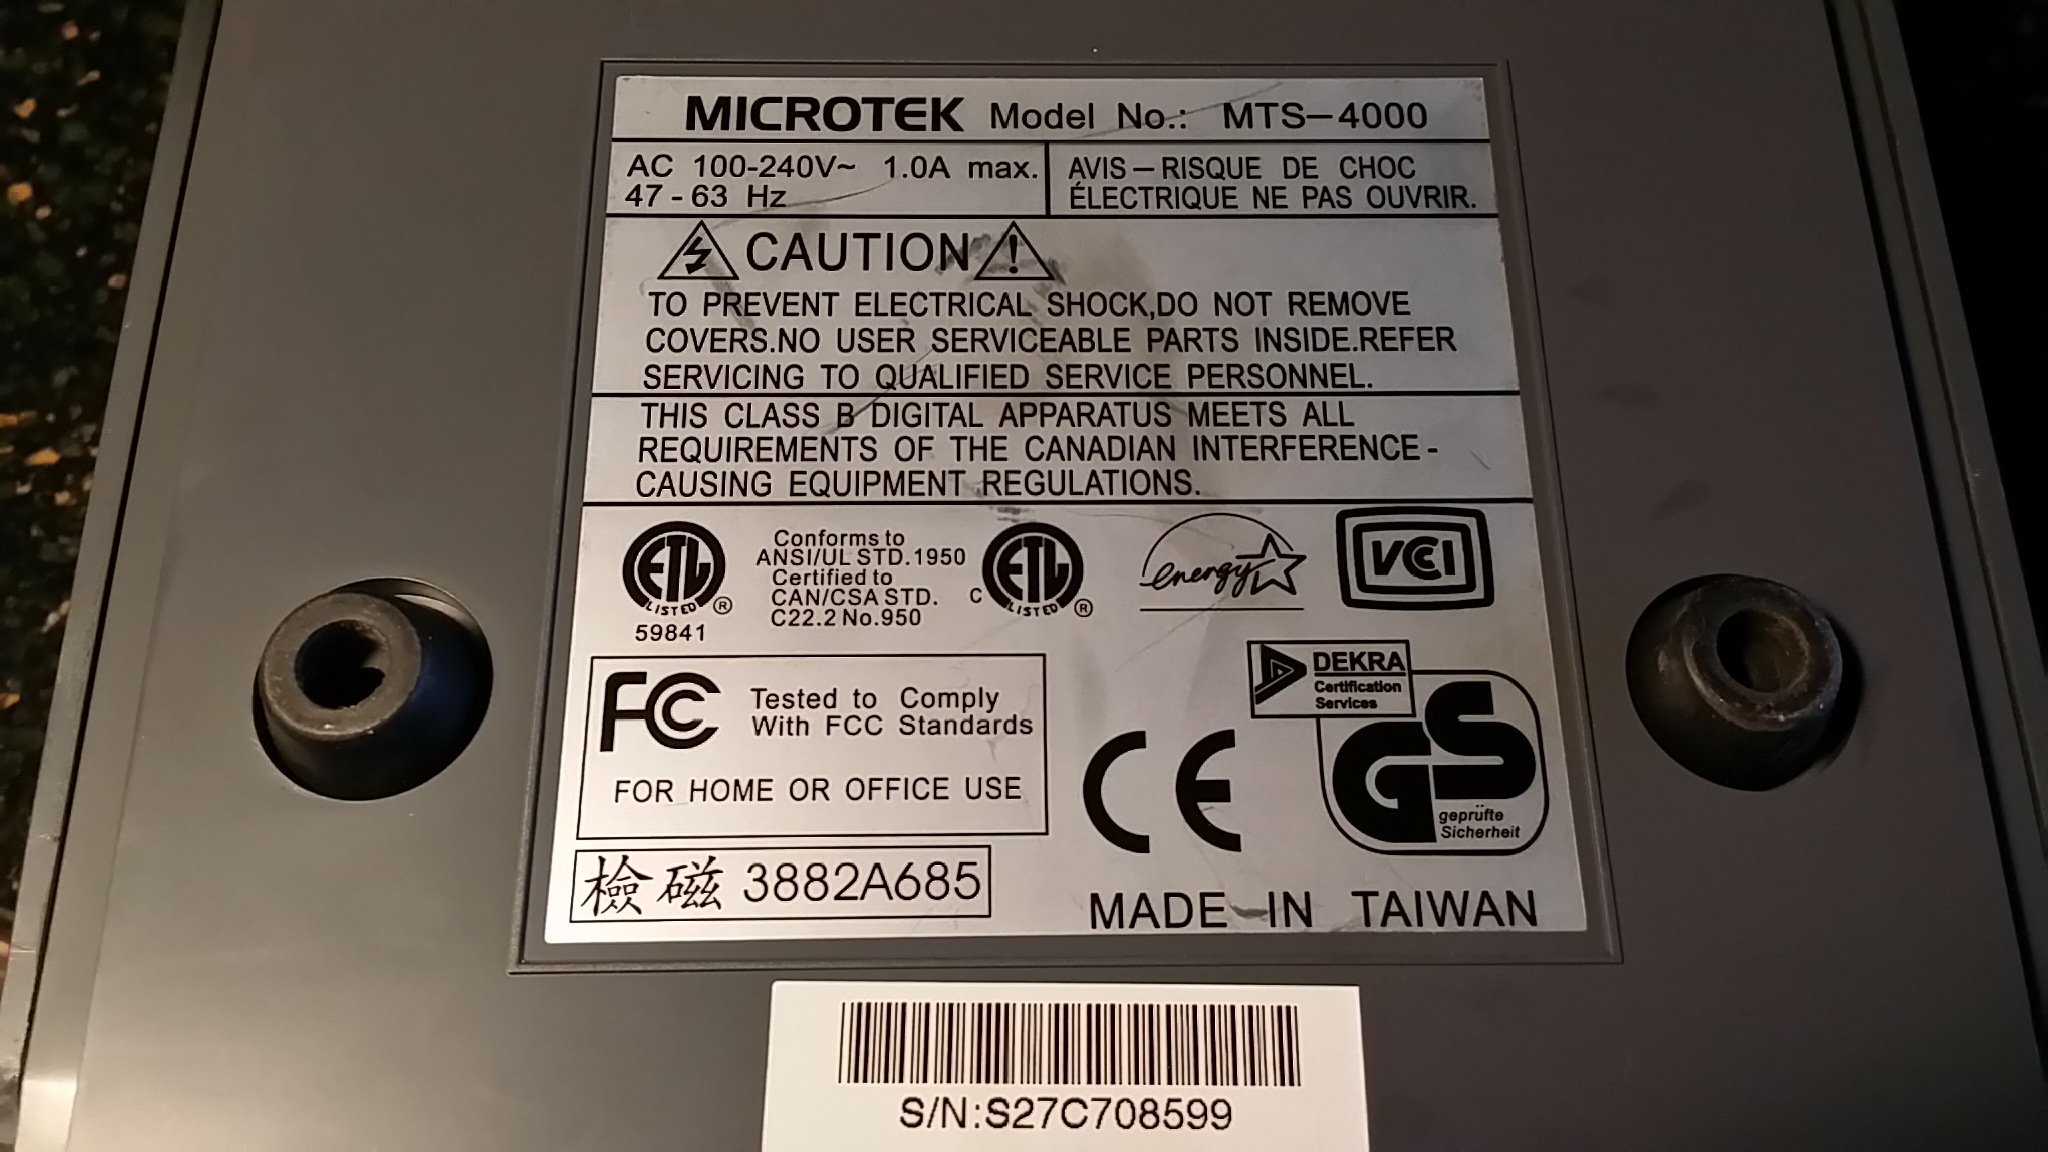 MICROTEK Model No.: MTS-4000
AC 100-240V~ 1.0A max.
47-63 Hz
AVIS-RISQUE DE CHOC
ÉLECTRIQUE NE PAS OUVRIR.
CAUTION
TO PREVENT ELECTRICAL SHOCK,DO NOT REMOVE
COVERS.NO USER SERVICEABLE PARTS INSIDE.REFER
SERVICING TO QUALIFIED SERVICE PERSONNEL.
THIS CLASS B DIGITAL APPARATUS MEETS ALL
REQUIREMENTS OF THE CANADIAN INTERFERENCE-
CAUSING EQUIPMENT REGULATIONS.
ETL
LISTED ®
59841
Conforms to
ANSI/UL STD.1950
Certified to
CAN/CSA STD.
C22.2 No.950
C ETL
LISTED ®
energy
VCCI
FCC
Tested to Comply
With FCC Standards
FOR HOME OR OFFICE USE
CE
DEKRA
Certification
Services
GS
geprüfte
Sicherheit
檢磁 3882A685
MADE IN TAIWAN
S/N:S27C708599